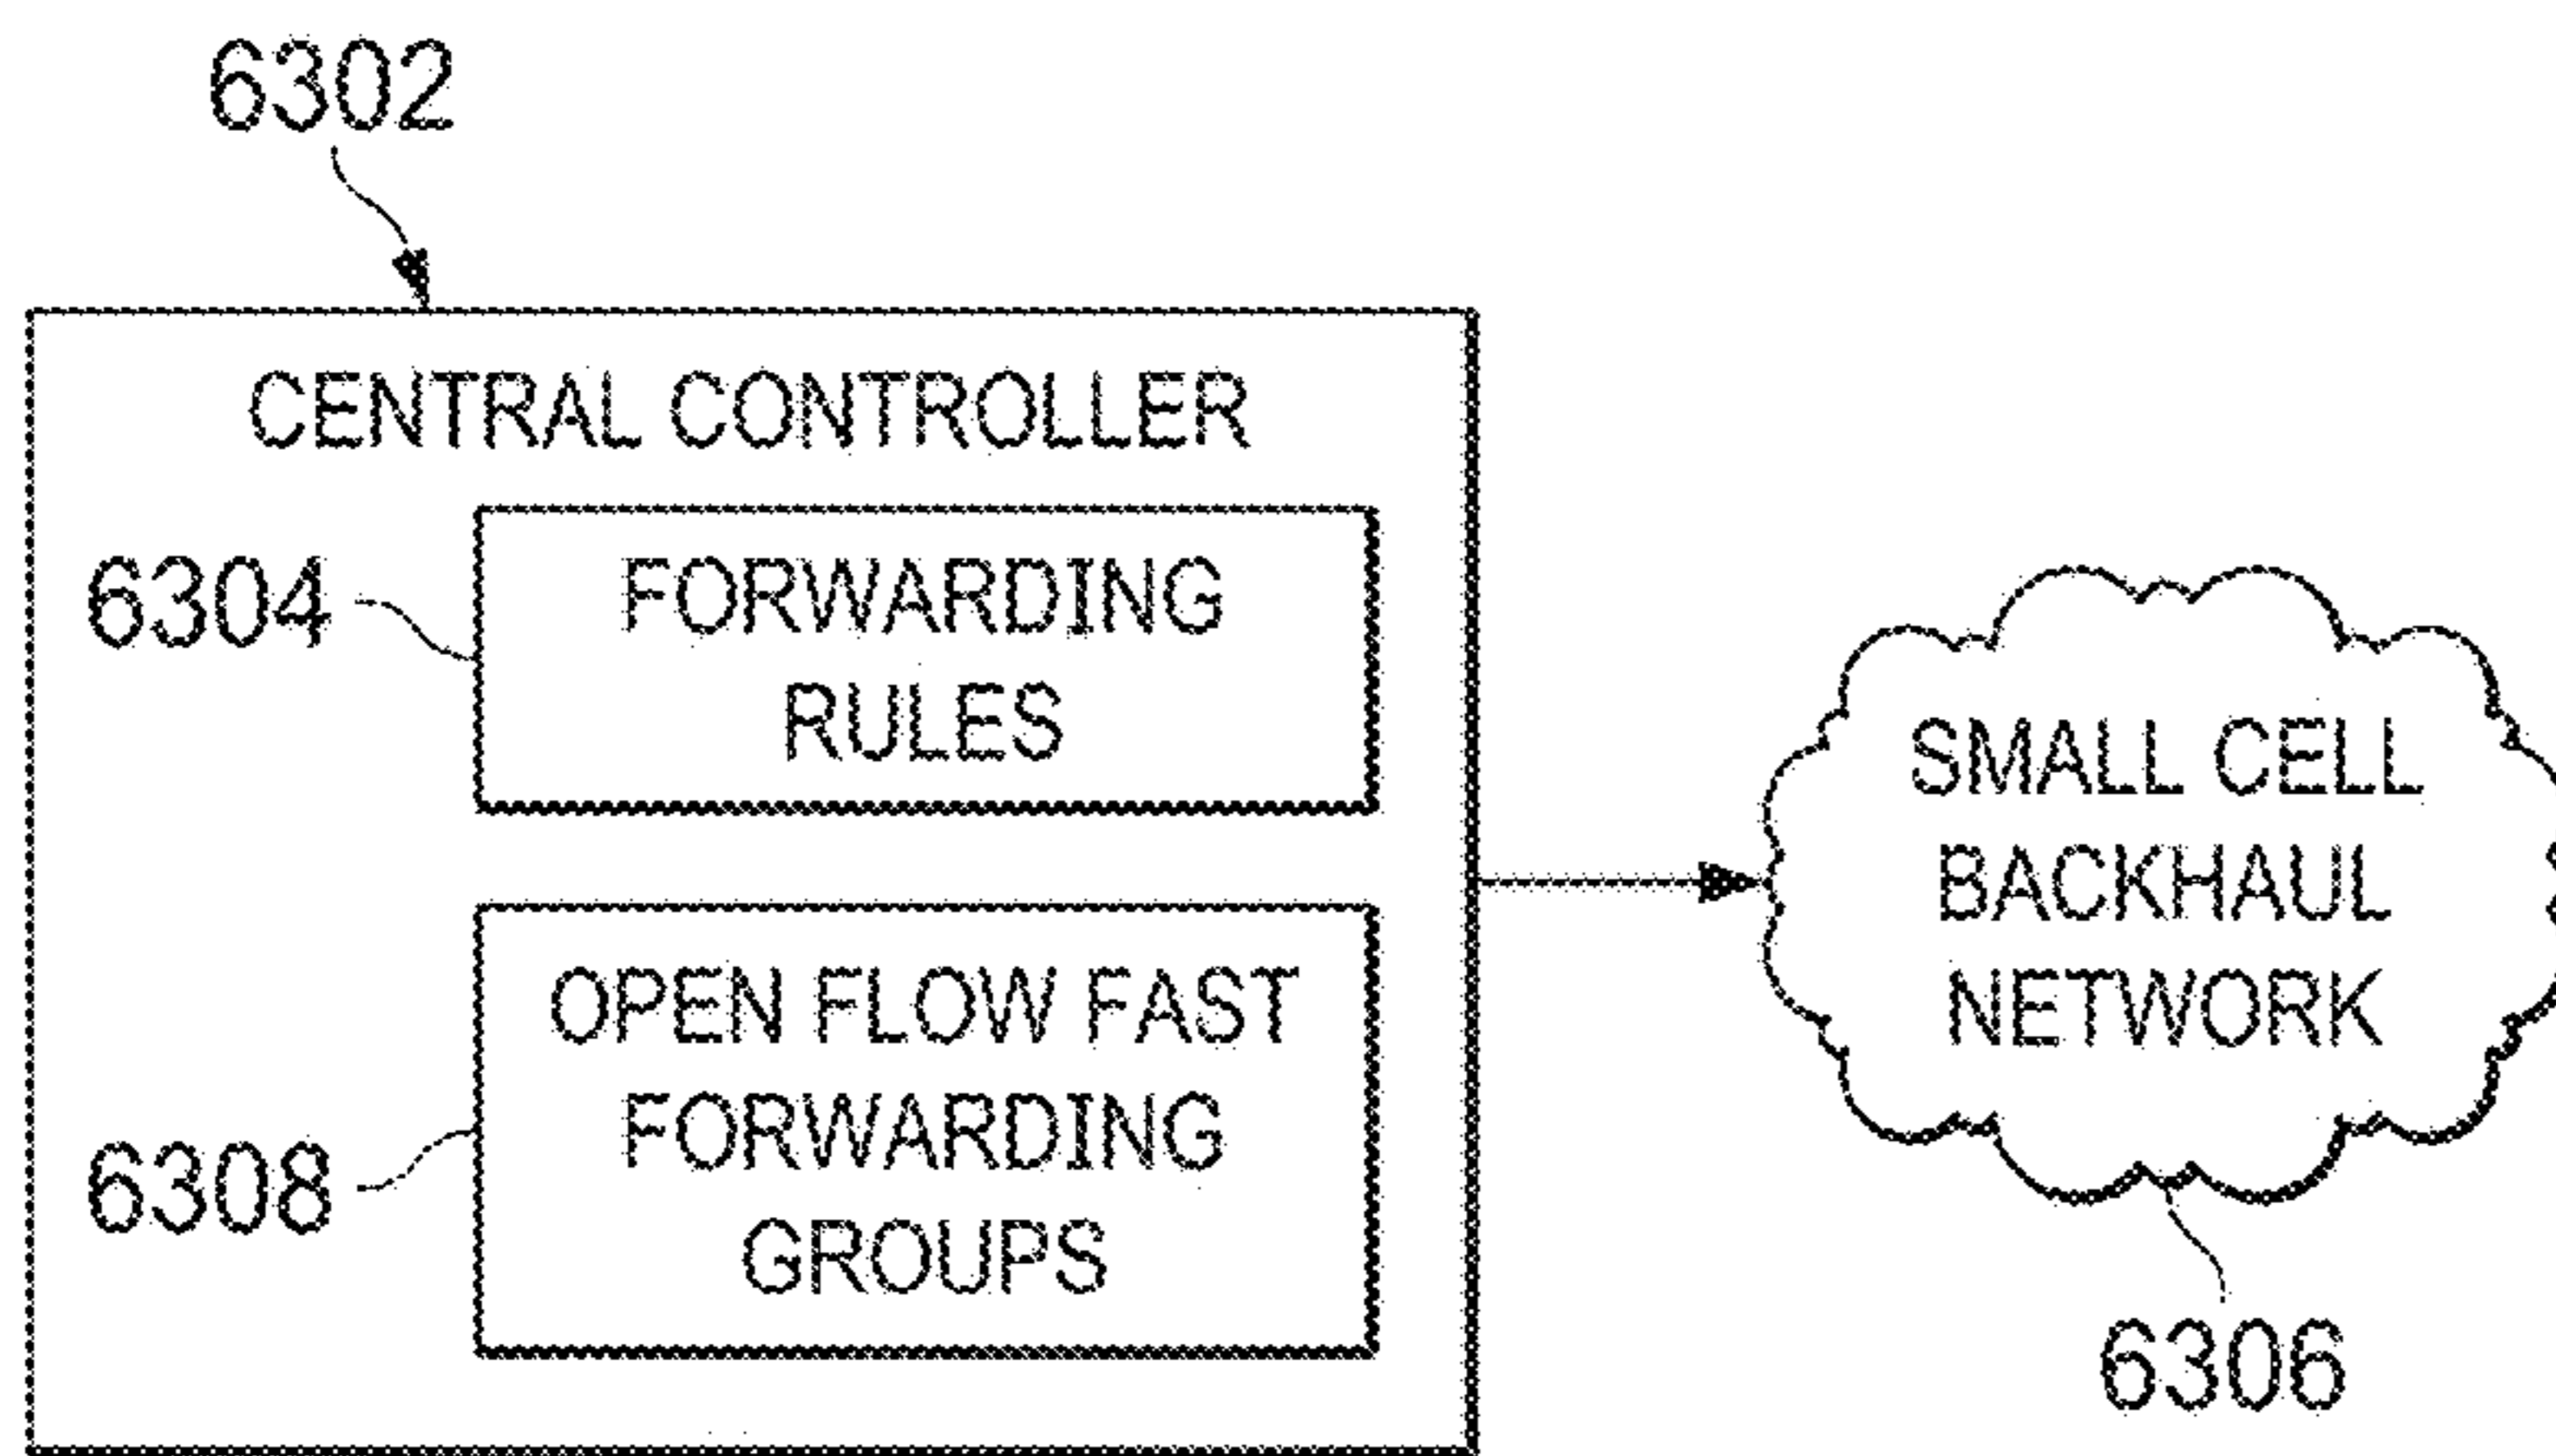 6302
CENTRAL CONTROLLER
6304
FORWARDING
RULES
6308
OPEN FLOW FAST
FORWARDING
GROUPS
SMALL CELL
BACKHAUL
NETWORK
6306